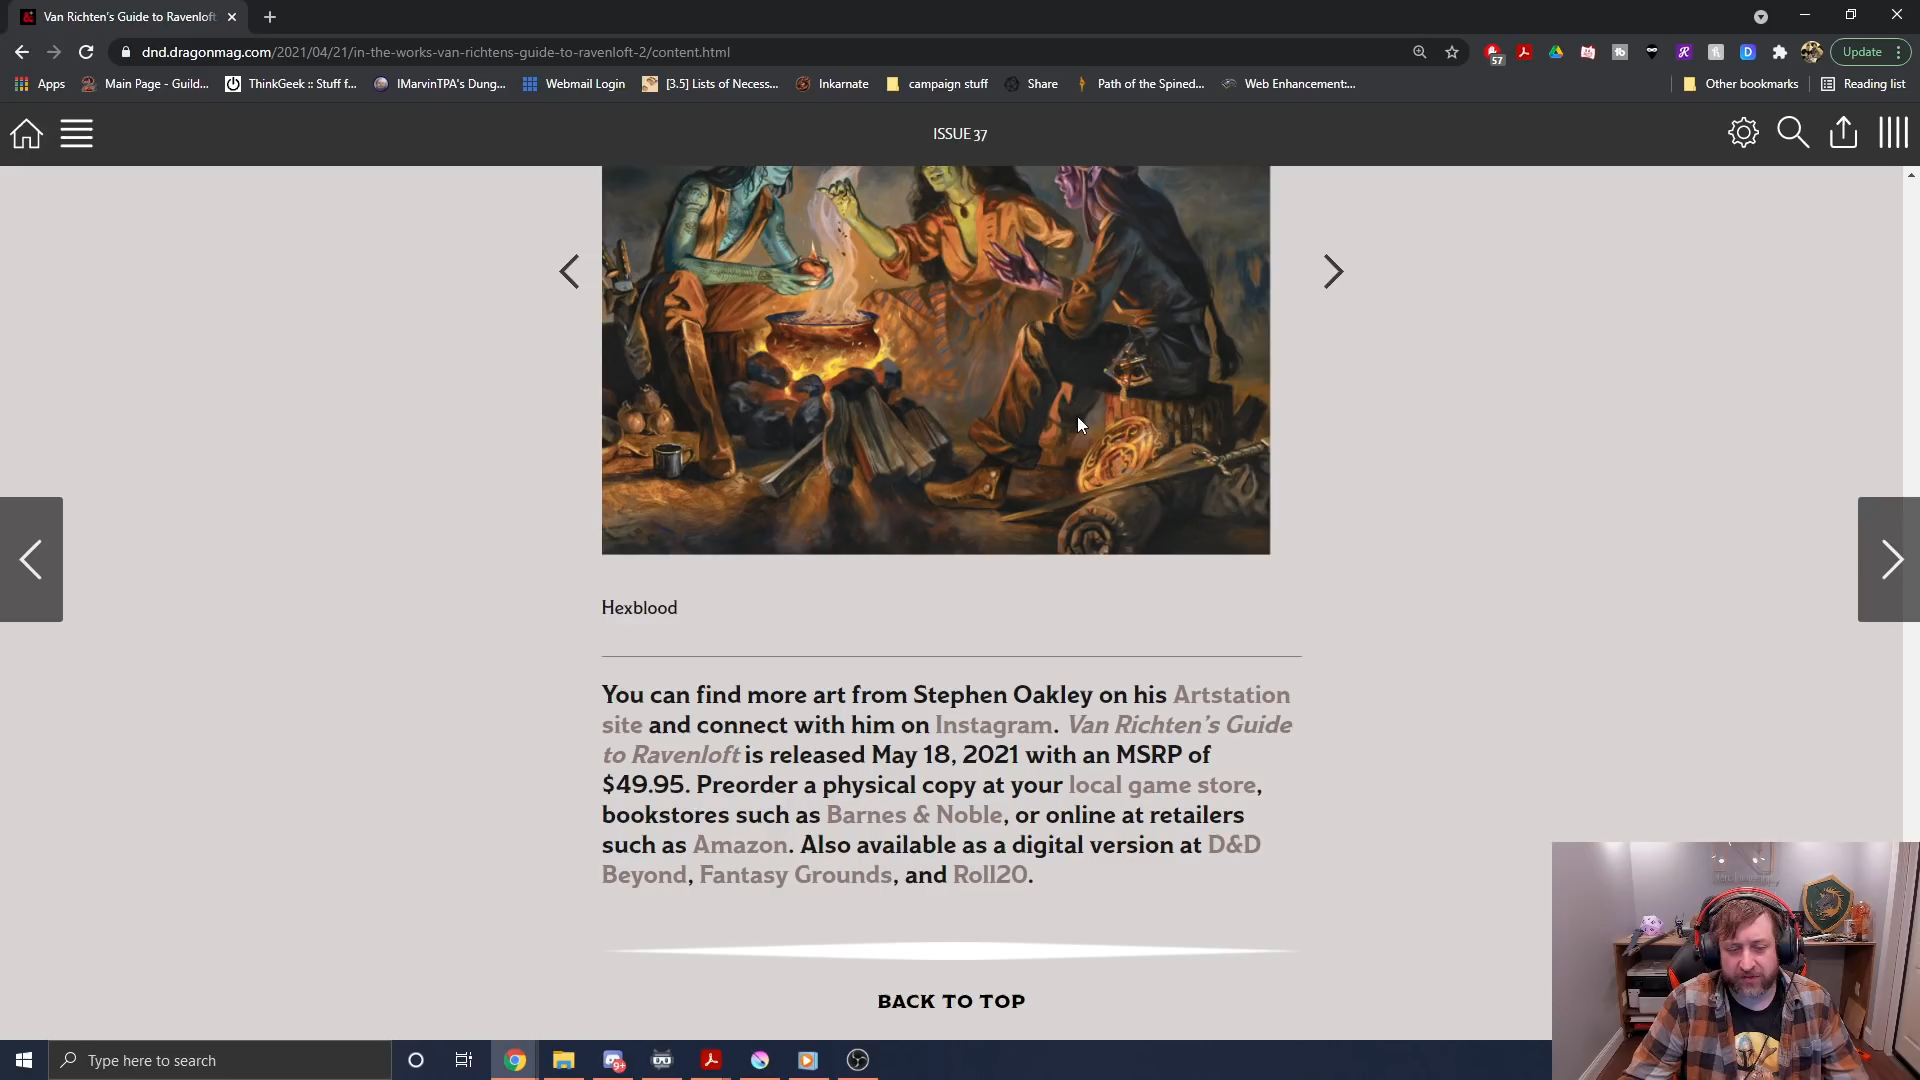 Van Richten's Guide to Ravenloft
dnd.dragonmag.com/2021/04/21/in-the-works-van-richtens-guide-to-ravenloft-2/content.html
57
Update
Apps
Main Page - Guild...
ThinkGeek :: Stuff f...
IMarvinTPA's Dung...
Webmail Login
[3.5] Lists of Necess...
Inkarnate
campaign stuff
Share
Path of the Spined...
Web Enhancement:...
Other bookmarks
Reading list
ISSUE 37
Hexblood
You can find more art from Stephen Oakley on his Artstation
site and connect with him on Instagram. Van Richten's Guide
to Ravenloft is released May 18, 2021 with an MSRP of
$49.95. Preorder a physical copy at your local game store,
bookstores such as Barnes & Noble, or online at retailers
such as Amazon. Also available as a digital version at D&D
Beyond, Fantasy Grounds, and Roll20.
BACK TO TOP
Type here to search
9+